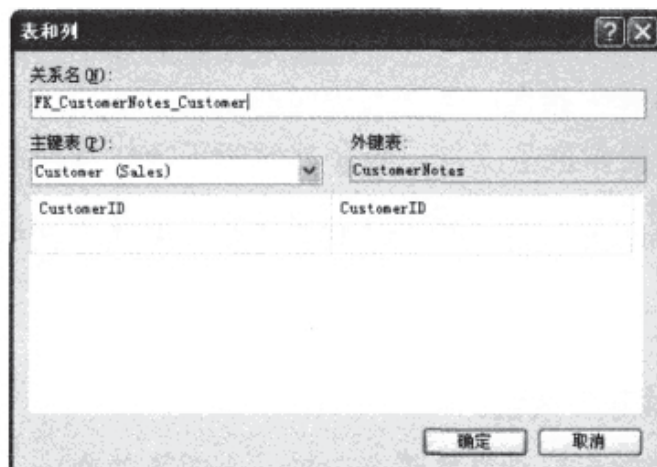 表和列
关系名(N):
FK_CustomerNotes_Customer
主键表(P):
外键表:
Customer (Sales)
CustomerNotes
CustomerID
CustomerID
确定
取消